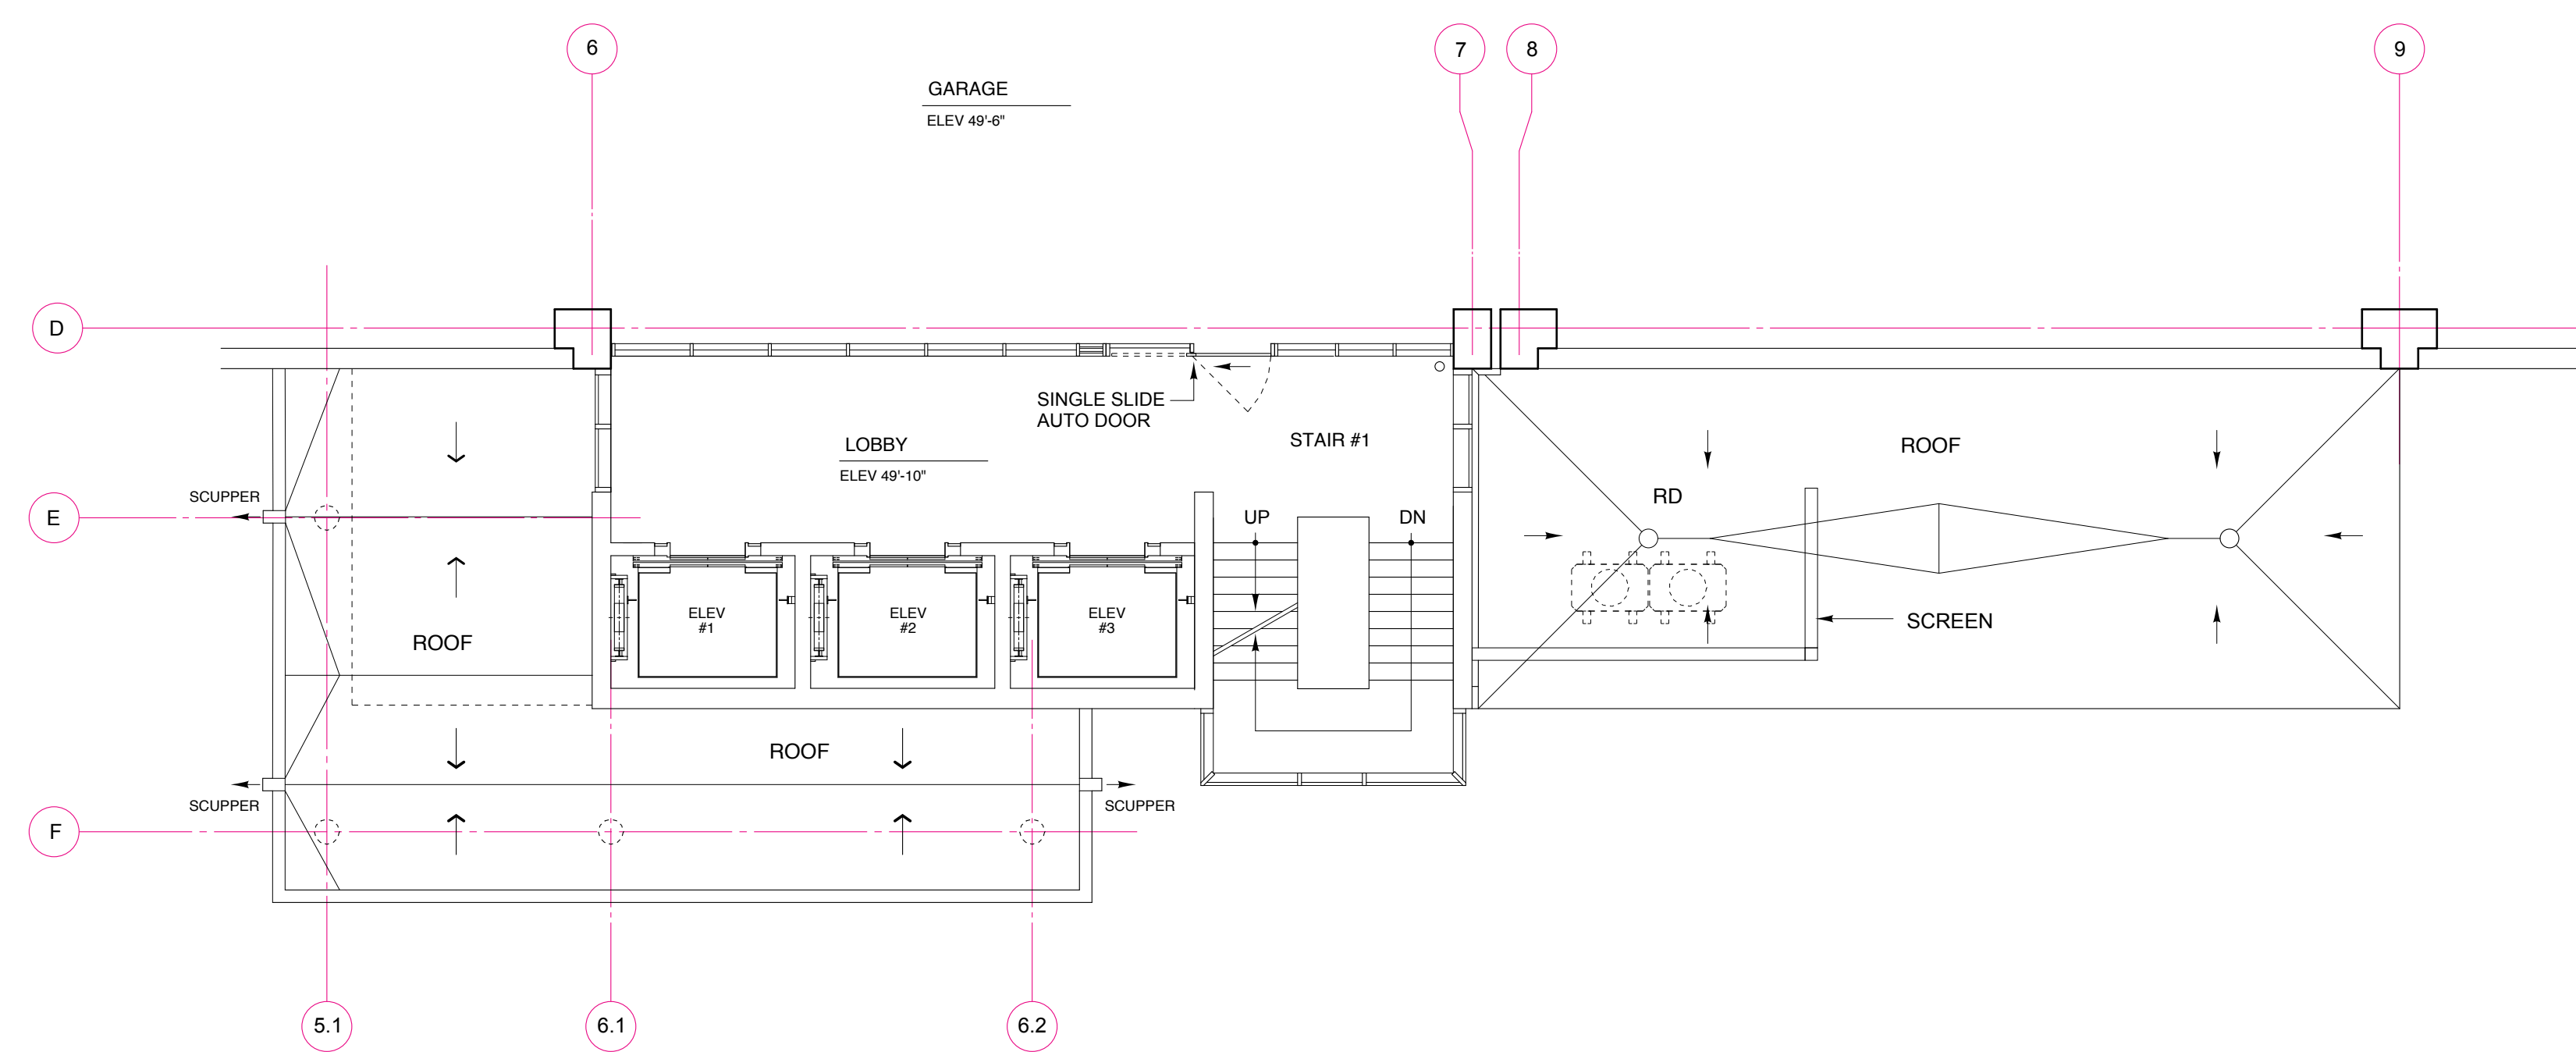 6
7
8
9
GARAGE
ELEV 49'-6"
D
SINGLE SLIDE
AUTO DOOR
LOBBY
ELEV 49'-10"
STAIR #1
ROOF
SCUPPER
E
RD
UP
DN
ELEV
#1
ELEV
#2
ELEV
#3
SCREEN
ROOF
ROOF
SCUPPER
SCUPPER
F
5.1
6.1
6.2